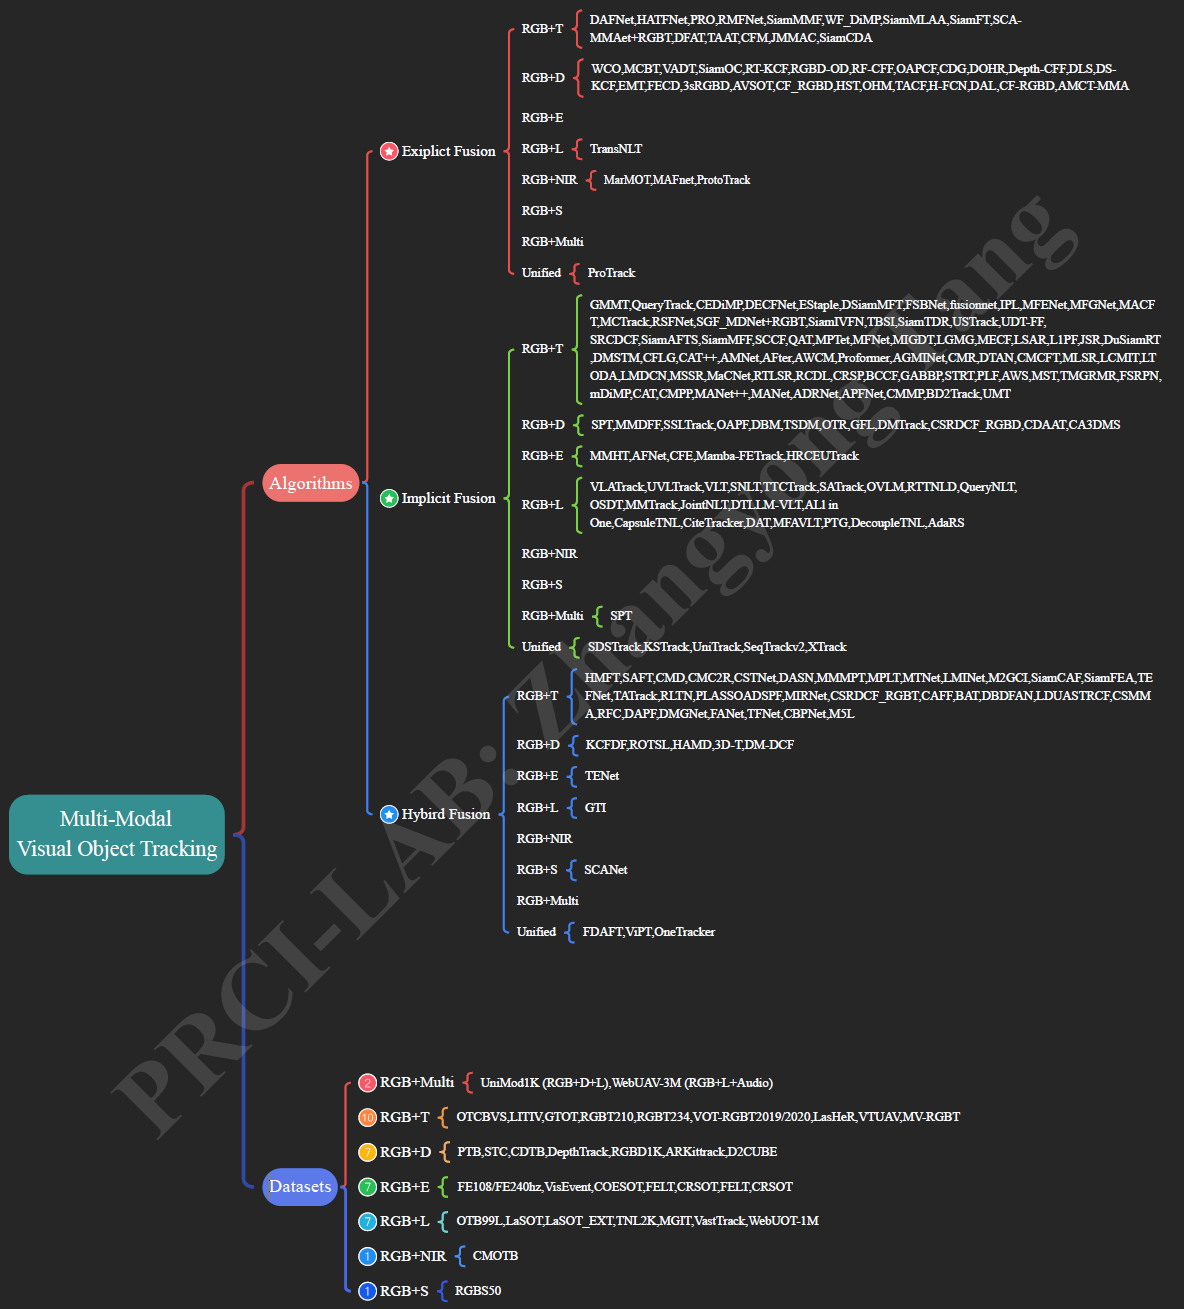 Multi-Modal
Visual Object Tracking
Algorithms
Exiplict Fusion
RGB+T
DAFNet,HATFNet,PRO,RMFNet,SiamMMF,WF_DiMP,SiamMLAA,SiamFT,SCA-
MMAet+RGBT,DFAT,TAAT,CFM,JMMAC,SiamCDA
RGB+D
WCO,MCBT,VADT,SiamOC,RT-KCF,RGBD-OD,RF-CFF,OAPCF,CDG,DOHR,Depth-CFF,DLS,DS-
KCF,EMT,FECD,3sRGBD,AVSOT,CF_RGBD,HST,OHM,TACF,H-FCN,DAL,CF-RGBD,AMCT-MMA
RGB+E
RGB+L
TransNLT
RGB+NIR
MarMOT,MAFnet,ProtoTrack
RGB+S
RGB+Multi
Unified
ProTrack
Implicit Fusion
RGB+T
GMMT,QueryTrack,CEDiMP,DECFNet,EStaple,DSiamMFT,FSBNet,fusionnet,IPL,MFENet,MFGNet,MACF
T,MCTrack,RSFNet,SGF_MDNet+RGBT,SiamIVFN,TBSI,SiamTDR,USTrack,UDT-FF,
SRCDCF,SiamAFTS,SiamMFF,SCCF,QAT,MPTet,MFNet,MIGDT,LGMG,MECF,LSAR,L1PF,JSR,DuSiamRT
,DMSTM,CFLG,CAT++,AMNet,AFter,AWCM,Proformer,AGMINet,CMR,DTAN,CMCFT,MLSR,LCMIT,LT
ODA,LMDCN,MSSR,MaCNet,RTLSR,RCDL,CRSP,BCCF,GABBP,STRT,PLF,AWS,MST,TMGRMR,FSRPN,
mDiMP,CAT,CMPP,MANet++,MANet,ADRNet,APFNet,CMMP,BD2Track,UMT
RGB+D
SPT,MMDFF,SSLTrack,OAPF,DBM,TSDM,OTR,GFL,DMTrack,CSRDCF_RGBD,CDAAT,CA3DMS
RGB+E
MMHT,AFNet,CFE,Mamba-FETrack,HRCEUTrack
RGB+L
VLATrack,UVLTrack,VLT,SNLT,TTCTrack,SATrack,OVLM,RTTNLD,QueryNLT,
OSDT,MMTrack,JointNLT,DTLLM-VLT,ALl in
One,CapsuleTNL,CiteTracker,DAT,MFAVLT,PTG,DecoupleTNL,AdaRS
RGB+NIR
RGB+S
RGB+Multi
SPT
Unified
SDSTrack,KSTrack,UniTrack,SeqTrackv2,XTrack
Hybird Fusion
RGB+T
HMFT,SAFT,CMD,CMC2R,CSTNet,DASN,MMMPT,MPLT,MTNet,LMINet,M2GCI,SiamCAF,SiamFEA,TE
FNet,TATrack,RLTN,PLASSOADSPF,MIRNet,CSRDCF_RGBT,CAFF,BAT,DBDFAN,LDUASTRCF,CSMM
A,RFC,DAPF,DMGNet,FANet,TFNet,CBPNet,M5L
RGB+D
KCFDF,ROTSL,HAMD,3D-T,DM-DCF
RGB+E
TENet
RGB+L
GTI
RGB+NIR
RGB+S
SCANet
RGB+Multi
Unified
FDAFT,ViPT,OneTracker
Datasets
2 RGB+Multi
UniMod1K (RGB+D+L),WebUAV-3M (RGB+L+Audio)
10 RGB+T
OTCBVS,LITIV,GTOT,RGBT210,RGBT234,VOT-RGBT2019/2020,LasHeR,VTUAV,MV-RGBT
7 RGB+D
PTB,STC,CDTB,DepthTrack,RGBD1K,ARKittrack,D2CUBE
7 RGB+E
FE108/FE240hz,VisEvent,COESOT,FELT,CRSOT,FELT,CRSOT
7 RGB+L
OTB99L,LaSOT,LaSOT_EXT,TNL2K,MGIT,VastTrack,WebUOT-1M
1 RGB+NIR
CMOTB
1 RGB+S
RGBS50
PRCI-LAB: Zhangyong Tang